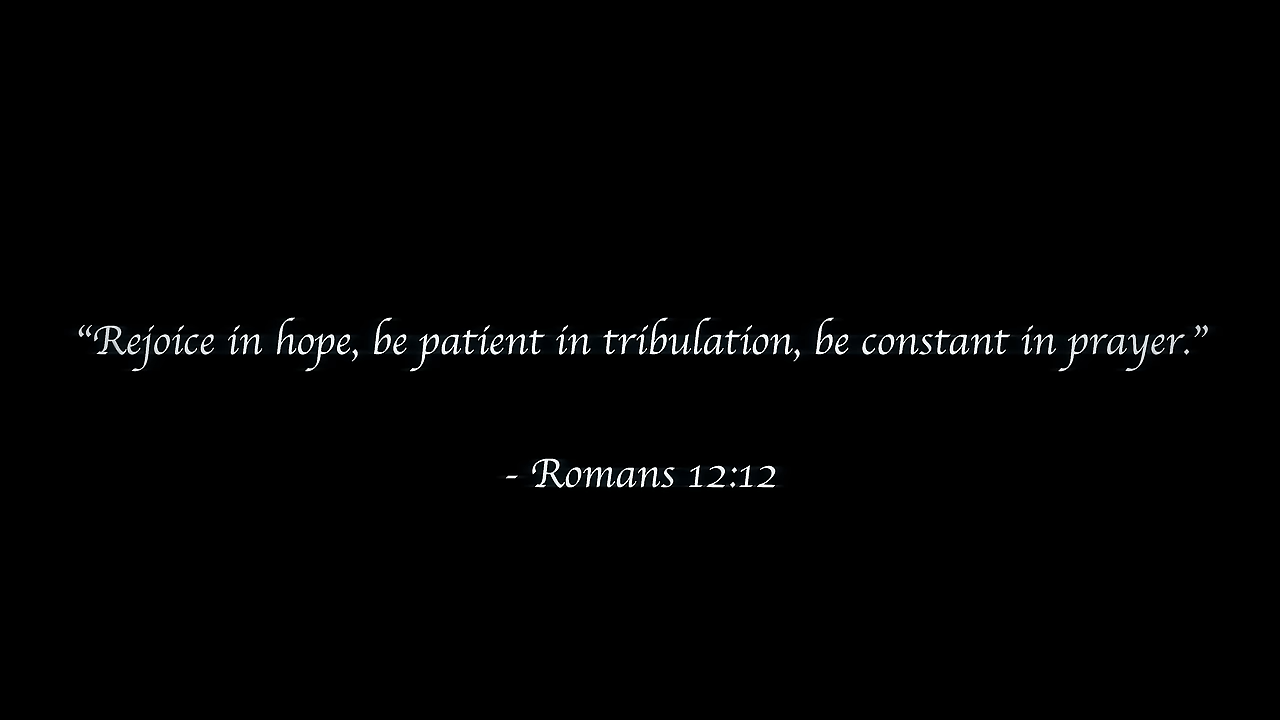 “Rejoice in hope, be patient in tribulation, be constant in prayer.”
- Romans 12:12